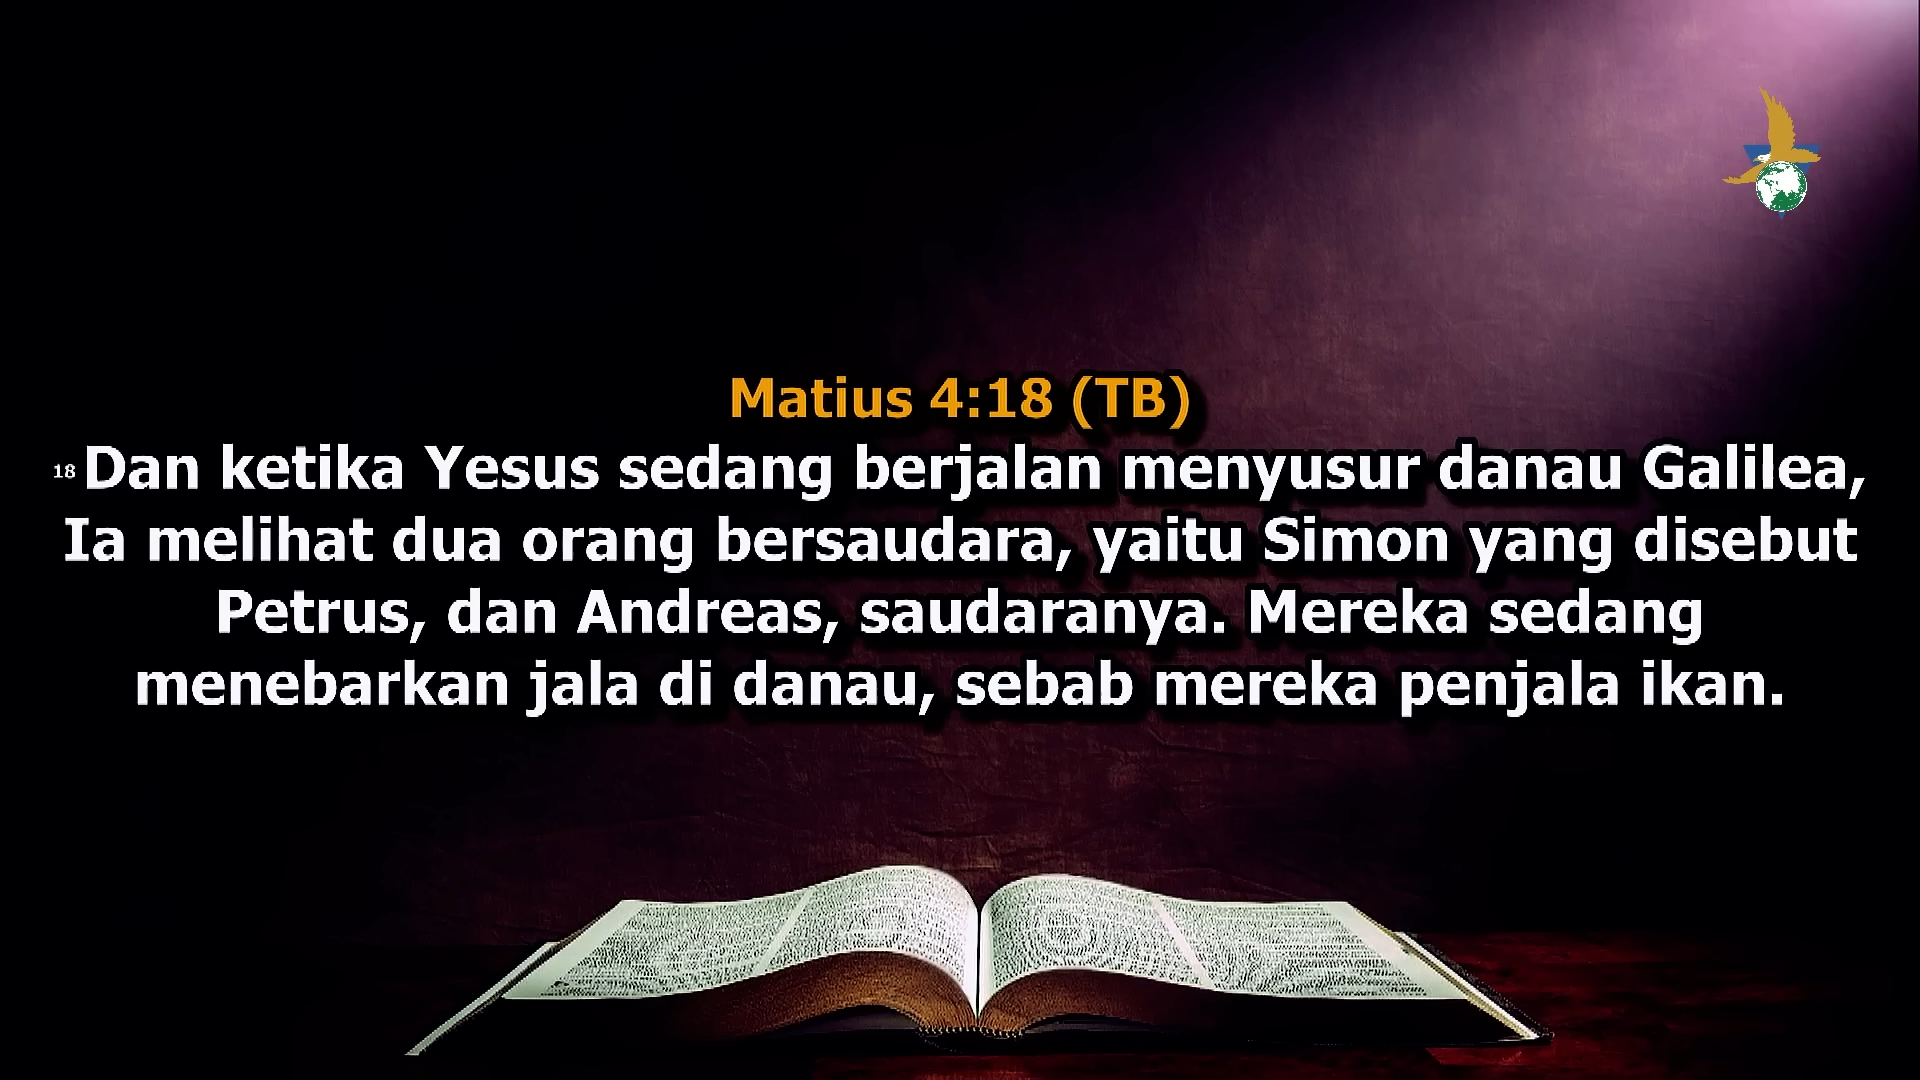 Matius 4:18 (TB)
18 Dan ketika Yesus sedang berjalan menyusur danau Galilea,
Ia melihat dua orang bersaudara, yaitu Simon yang disebut
Petrus, dan Andreas, saudaranya. Mereka sedang
menebarkan jala di danau, sebab mereka penjala ikan.